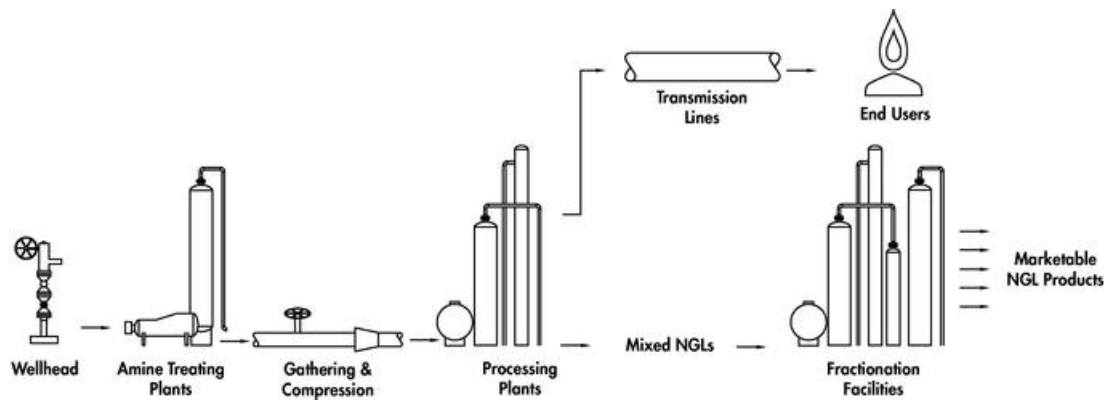 Transmission
Lines
End Users
Marketable
NGL Products
Wellhead
Amine Treating
Plants
Gathering &
Compression
Processing
Plants
Mixed NGLs
Fractionation
Facilities